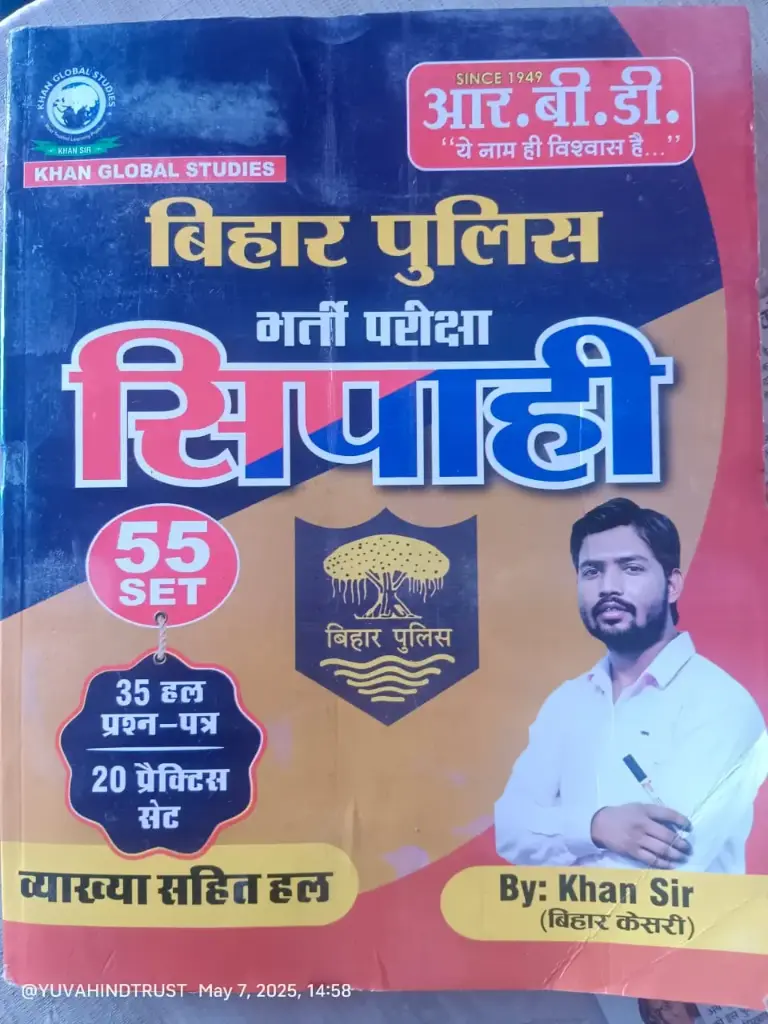 KHAN GLOBAL STUDIES
KHAN SIR
KHAN GLOBAL STUDIES
SINCE 1949
आर.बी.डी.
“ये नाम ही विश्वास है...”
बिहार पुलिस
भर्ती परीक्षा
सिपाही
55
SET
बिहार पुलिस
35 हल
प्रश्न-पत्र
20 प्रैक्टिस
सेट
व्याख्या सहित हल
By: Khan Sir
(बिहार केसरी)
@YUVAHINDTRUST May 7, 2025, 14:58